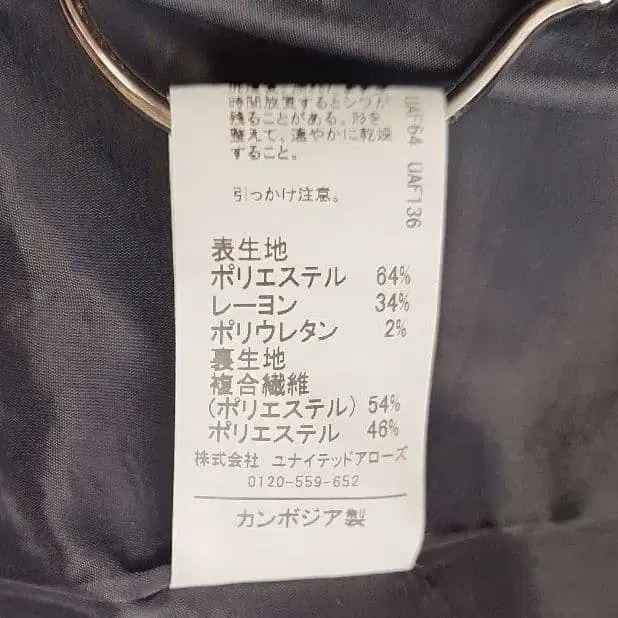 時間放置するとシワが
残ることがある。形を
整えて、速やかに乾燥
すること。
引っかけ注意。
UAF64 UAF136
表生地
ポリエステル 64%
レーヨン 34%
ポリウレタン 2%
裏生地
複合繊維
(ポリエステル) 54%
ポリエステル 46%
株式会社 ユナイテッドアローズ
0120-559-652
カンボジア製